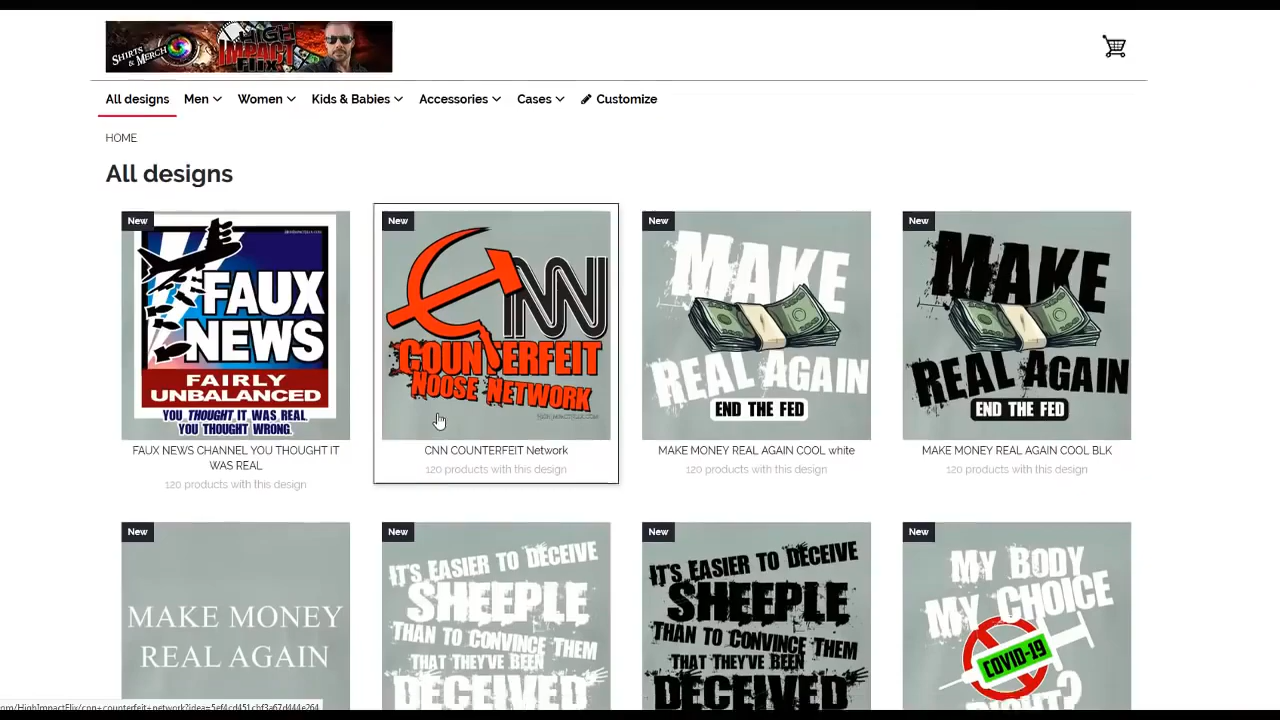 SHIRTS & MERCH
HIGH IMPACT FLIX
All designs Men Women Kids & Babies Accessories Cases Customize
HOME
All designs
New New New New
FAUX
NEWS
FAIRLY
UNBALANCED
YOU THOUGHT IT WAS REAL.
YOU THOUGHT WRONG.
FAUX NEWS CHANNEL YOU THOUGHT IT
WAS REAL
120 products with this design
CNN
COUNTERFEIT
NOOSE NETWORK
CNN COUNTERFEIT Network
120 products with this design
MAKE
REAL AGAIN
END THE FED
MAKE MONEY REAL AGAIN COOL white
120 products with this design
MAKE
REAL AGAIN
END THE FED
MAKE MONEY REAL AGAIN COOL BLK
120 products with this design
New New New New
MAKE MONEY
REAL AGAIN
IT'S EASIER TO DECEIVE
SHEEPLE
THAN TO CONVINCE THEM
THAT THEY'VE BEEN
DECEIVED
IT'S EASIER TO DECEIVE
SHEEPLE
THAN TO CONVINCE THEM
THAT THEY'VE BEEN
DECEIVED
MY BODY
MY CHOICE
COVID-19
RIGHT?